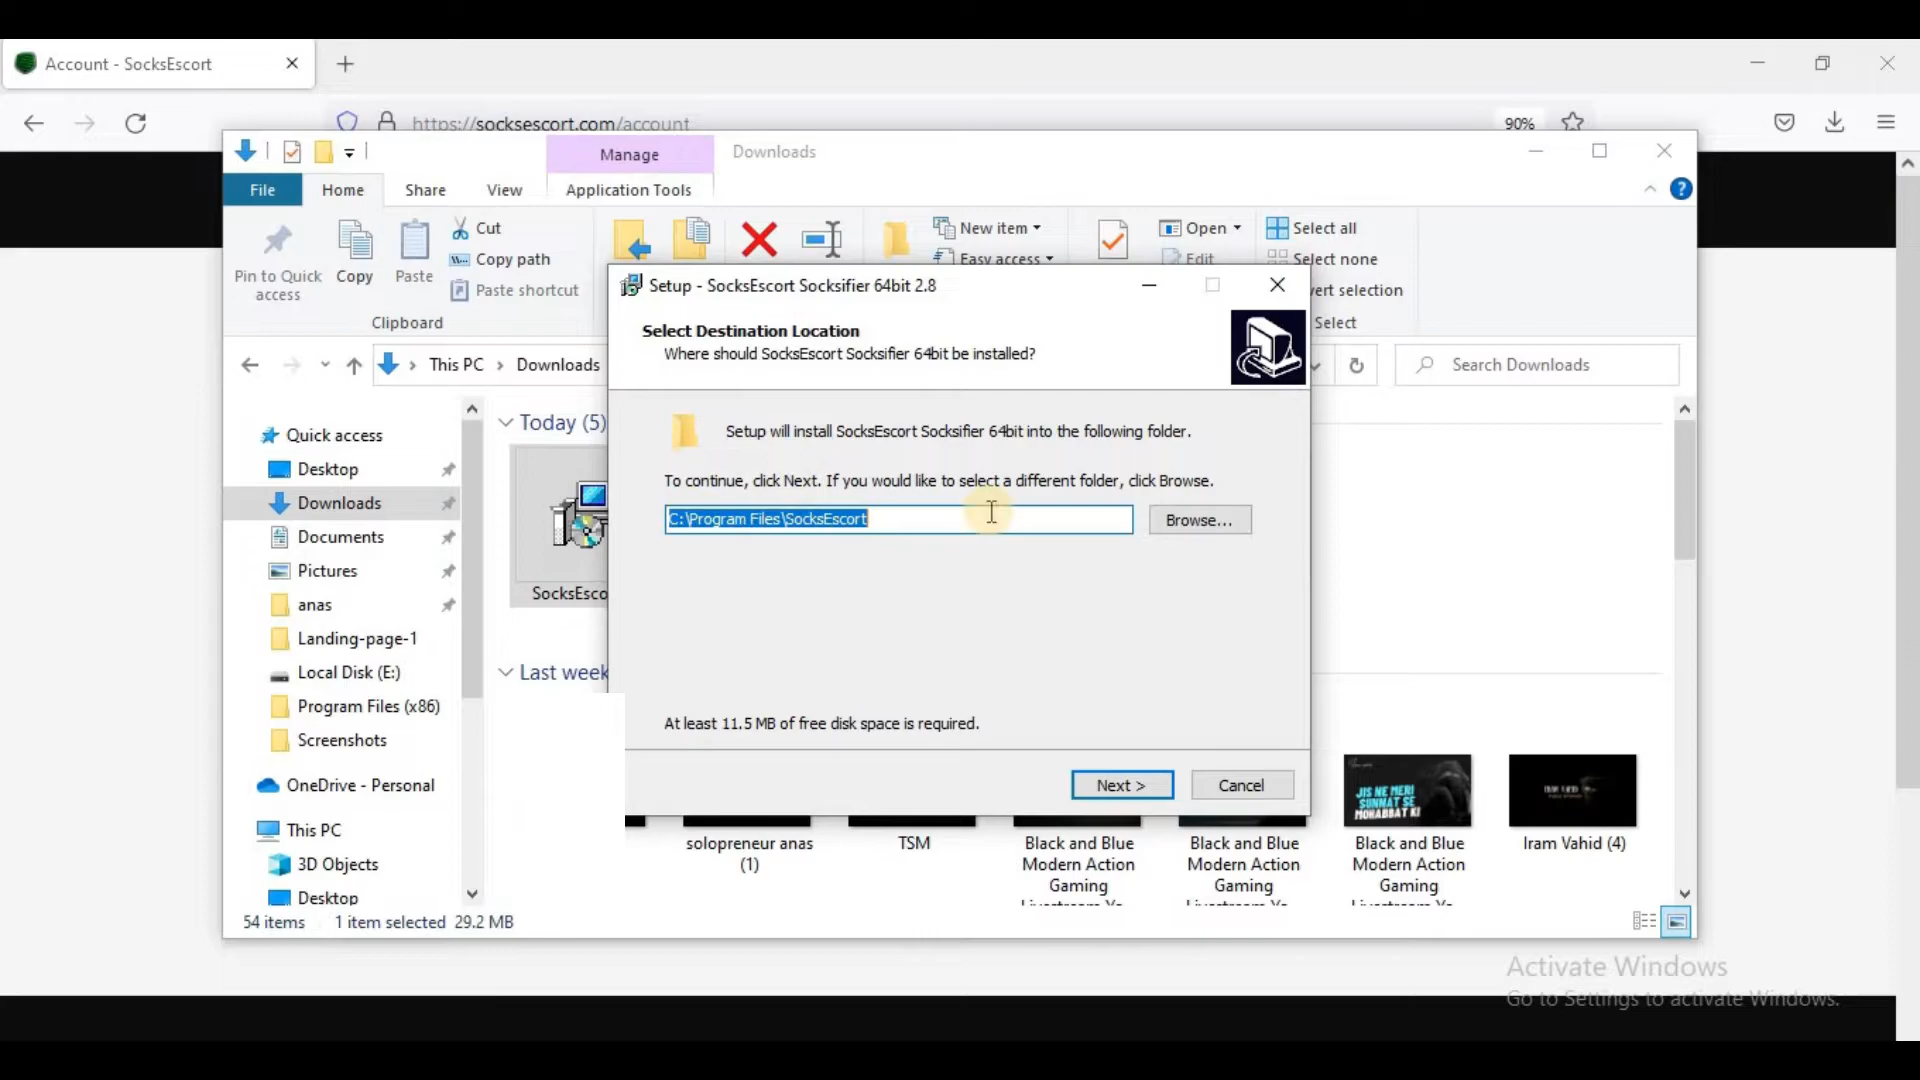 Account - SocksEscort
https://socksescort.com/account
90%
Manage
Downloads
File
Home
Share
View
Application Tools
Pin to Quick access
Copy
Paste
Cut
Copy path
Paste shortcut
Clipboard
New item
Easy access
Open
Edit
Select all
Select none
vert selection
Select
Setup - SocksEscort Socksifier 64bit 2.8
Select Destination Location
Where should SocksEscort Socksifier 64bit be installed?
Setup will install SocksEscort Socksifier 64bit into the following folder.
To continue, click Next. If you would like to select a different folder, click Browse.
C:\Program Files\SocksEscort
Browse...
At least 11.5 MB of free disk space is required.
Next >
Cancel
This PC > Downloads
Search Downloads
Quick access
Desktop
Downloads
Documents
Pictures
anas
Landing-page-1
Local Disk (E:)
Program Files (x86)
Screenshots
OneDrive - Personal
This PC
3D Objects
Desktop
Today (5)
SocksEsco
Last week
JIS NE MERI
SUNNAT SE
MOHABBAT KI
solopreneur anas
(1)
TSM
Black and Blue
Modern Action
Gaming
Black and Blue
Modern Action
Gaming
Black and Blue
Modern Action
Gaming
Iram Vahid (4)
54 items
1 item selected 29.2 MB
Activate Windows
Go to Settings to activate Windows.